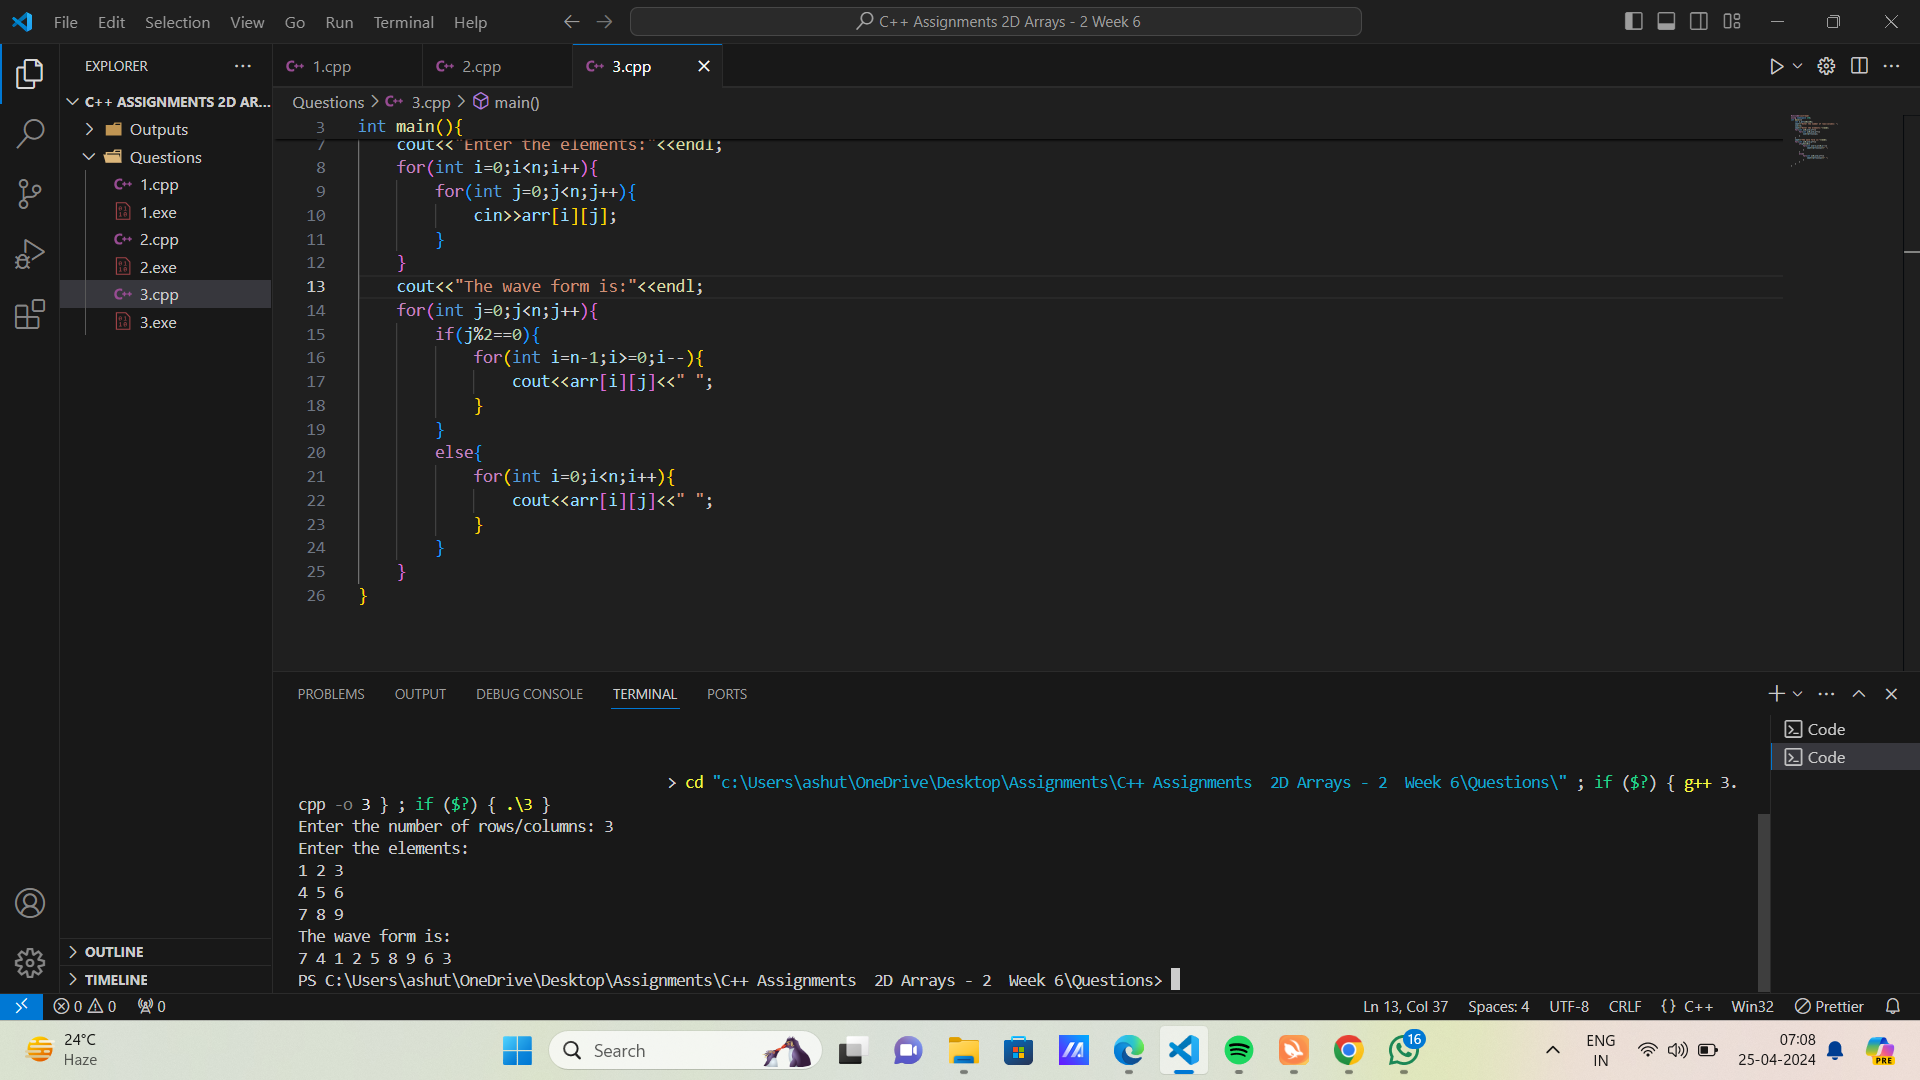 File Edit Selection View Go Run Terminal Help
C++ Assignments 2D Arrays - 2 Week 6
EXPLORER
C++ ASSIGNMENTS 2D AR...
Outputs
Questions
1.cpp
1.exe
2.cpp
2.exe
3.cpp
3.exe
OUTLINE
TIMELINE
1.cpp 2.cpp 3.cpp
Questions > 3.cpp > main()
3 int main(){
7 cout<<"Enter the elements:"<<endl;
8 for(int i=0;i<n;i++){
9 for(int j=0;j<n;j++){
10 cin>>arr[i][j];
11 }
12 }
13 cout<<"The wave form is:"<<endl;
14 for(int j=0;j<n;j++){
15 if(j%2==0){
16 for(int i=n-1;i>=0;i--){
17 cout<<arr[i][j]<<" ";
18 }
19 }
20 else{
21 for(int i=0;i<n;i++){
22 cout<<arr[i][j]<<" ";
23 }
24 }
25 }
26 }
PROBLEMS OUTPUT DEBUG CONSOLE TERMINAL PORTS
Code
Code
> cd "c:\Users\ashut\OneDrive\Desktop\Assignments\C++ Assignments  2D Arrays - 2  Week 6\Questions\" ; if ($?) { g++ 3.
cpp -o 3 } ; if ($?) { .\3 }
Enter the number of rows/columns: 3
Enter the elements:
1 2 3
4 5 6
7 8 9
The wave form is:
7 4 1 2 5 8 9 6 3
PS C:\Users\ashut\OneDrive\Desktop\Assignments\C++ Assignments  2D Arrays - 2  Week 6\Questions>
0 0 0
Ln 13, Col 37 Spaces: 4 UTF-8 CRLF {} C++ Win32 Prettier
24°C
Haze
Search
16
ENG
IN
07:08
25-04-2024
PRE